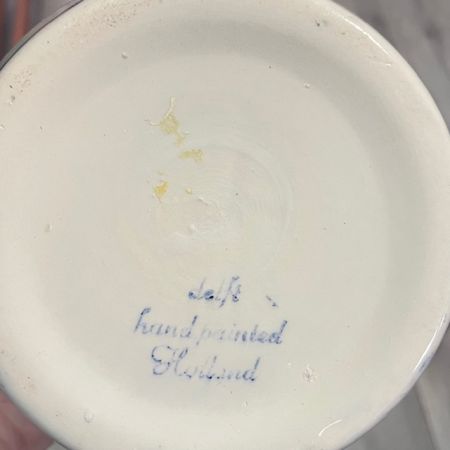 delft
hand painted
Holland